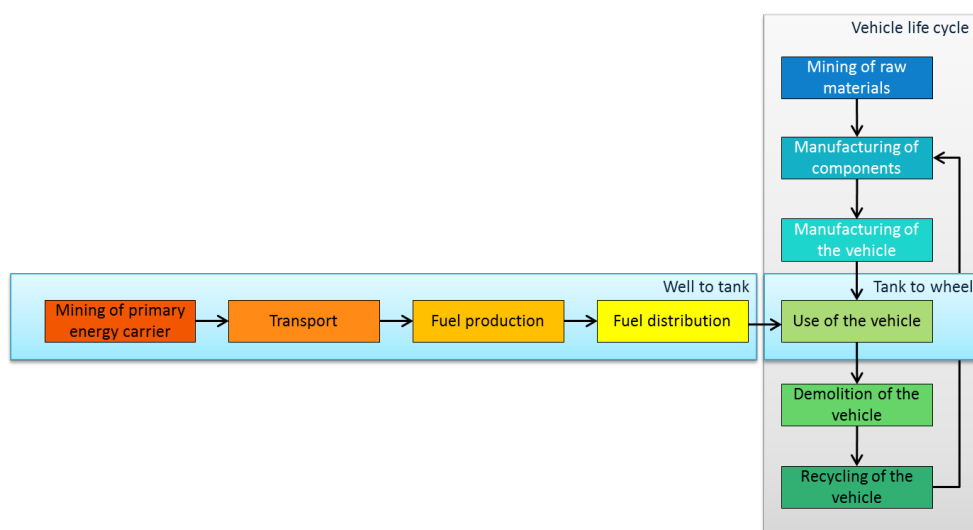 Vehicle life cycle
Mining of raw
materials
Manufacturing of
components
Manufacturing of
the vehicle
Well to tank
Tank to wheel
Mining of primary
energy carrier
Transport
Fuel production
Fuel distribution
Use of the vehicle
Demolition of the
vehicle
Recycling of the
vehicle